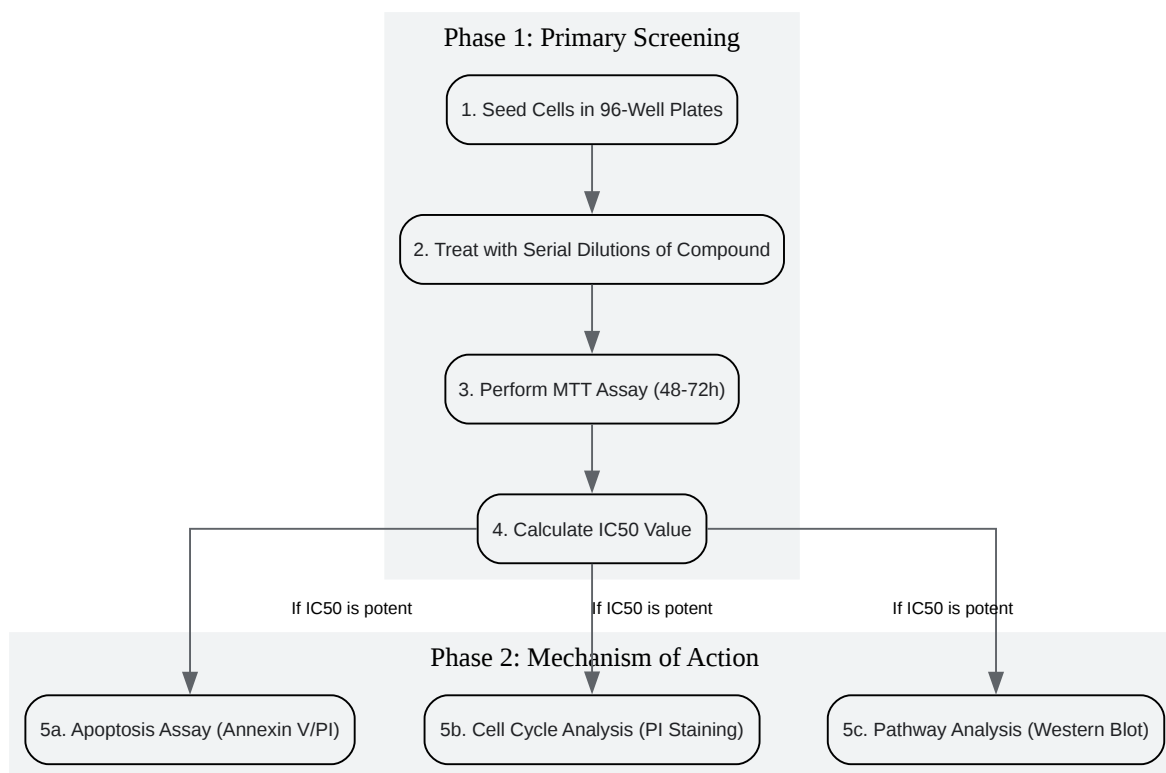 Phase 1: Primary Screening
1. Seed Cells in 96-Well Plates
2. Treat with Serial Dilutions of Compound
3. Perform MTT Assay (48-72h)
4. Calculate IC50 Value
If IC50 is potent
If IC50 is potent
If IC50 is potent
Phase 2: Mechanism of Action
5a. Apoptosis Assay (Annexin V/PI)
5b. Cell Cycle Analysis (PI Staining)
5c. Pathway Analysis (Western Blot)